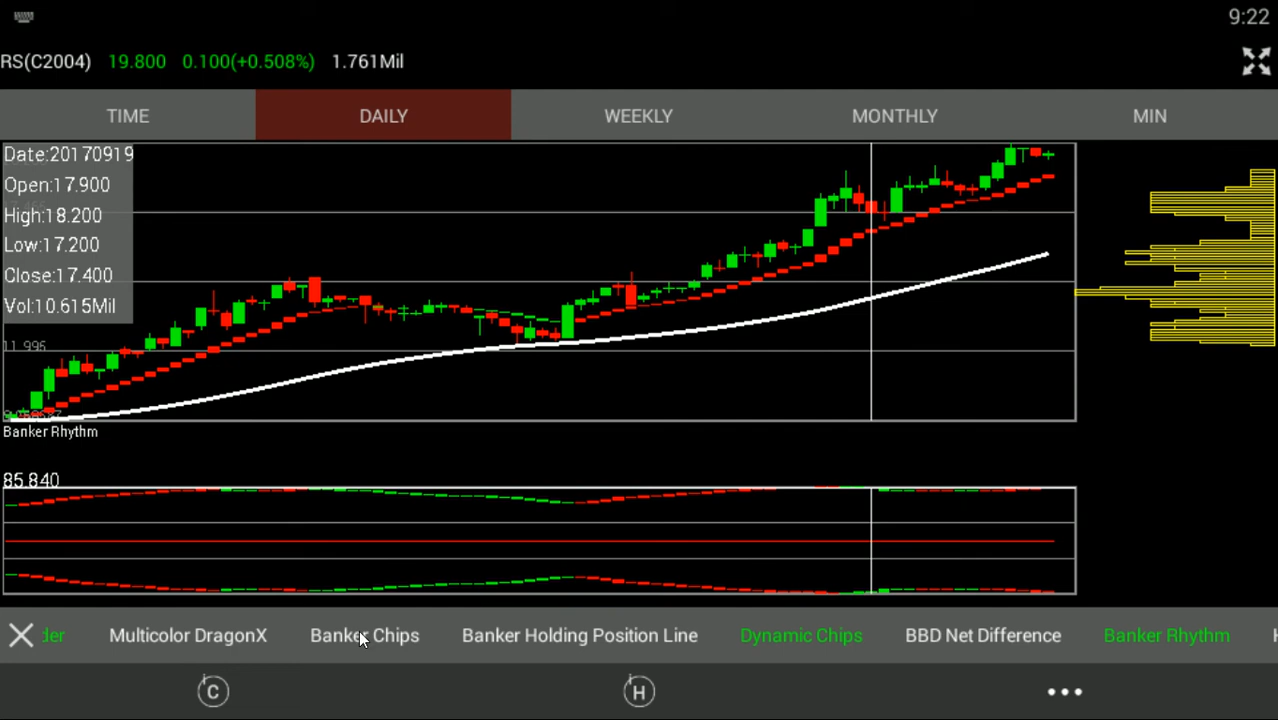 9:22
RS(C2004) 19.800 0.100(+0.508%) 1.761Mil
TIME DAILY WEEKLY MONTHLY MIN
Date:20170919
Open:17.900
High:18.200
Low:17.200
Close:17.400
Vol:10.615Mil
11.995
Banker Rhythm
85.840
der Multicolor DragonX Banker Chips Banker Holding Position Line Dynamic Chips BBD Net Difference Banker Rhythm
C H